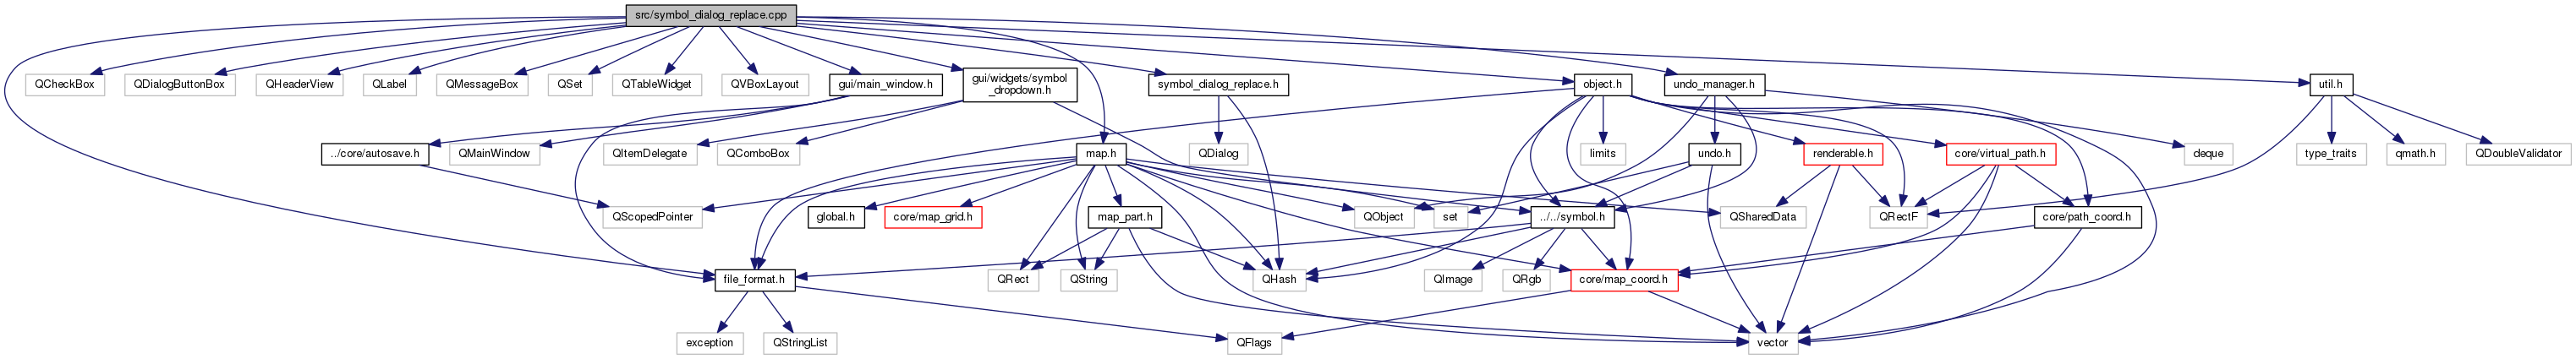 src/symbol_dialog_replace.cpp
QCheckBox
QDialogButtonBox
QHeaderView
QLabel
QMessageBox
QSet
QTableWidget
QVBoxLayout
gui/main_window.h
gui/widgets/symbol
_dropdown.h
symbol_dialog_replace.h
object.h
undo_manager.h
util.h
../core/autosave.h
QMainWindow
QItemDelegate
QComboBox
map.h
QDialog
limits
undo.h
renderable.h
core/virtual_path.h
deque
type_traits
qmath.h
QDoubleValidator
QScopedPointer
global.h
core/map_grid.h
map_part.h
QObject
set
../../symbol.h
QSharedData
QRectF
core/path_coord.h
file_format.h
QRect
QString
QHash
QImage
QRgb
core/map_coord.h
exception
QStringList
QFlags
vector